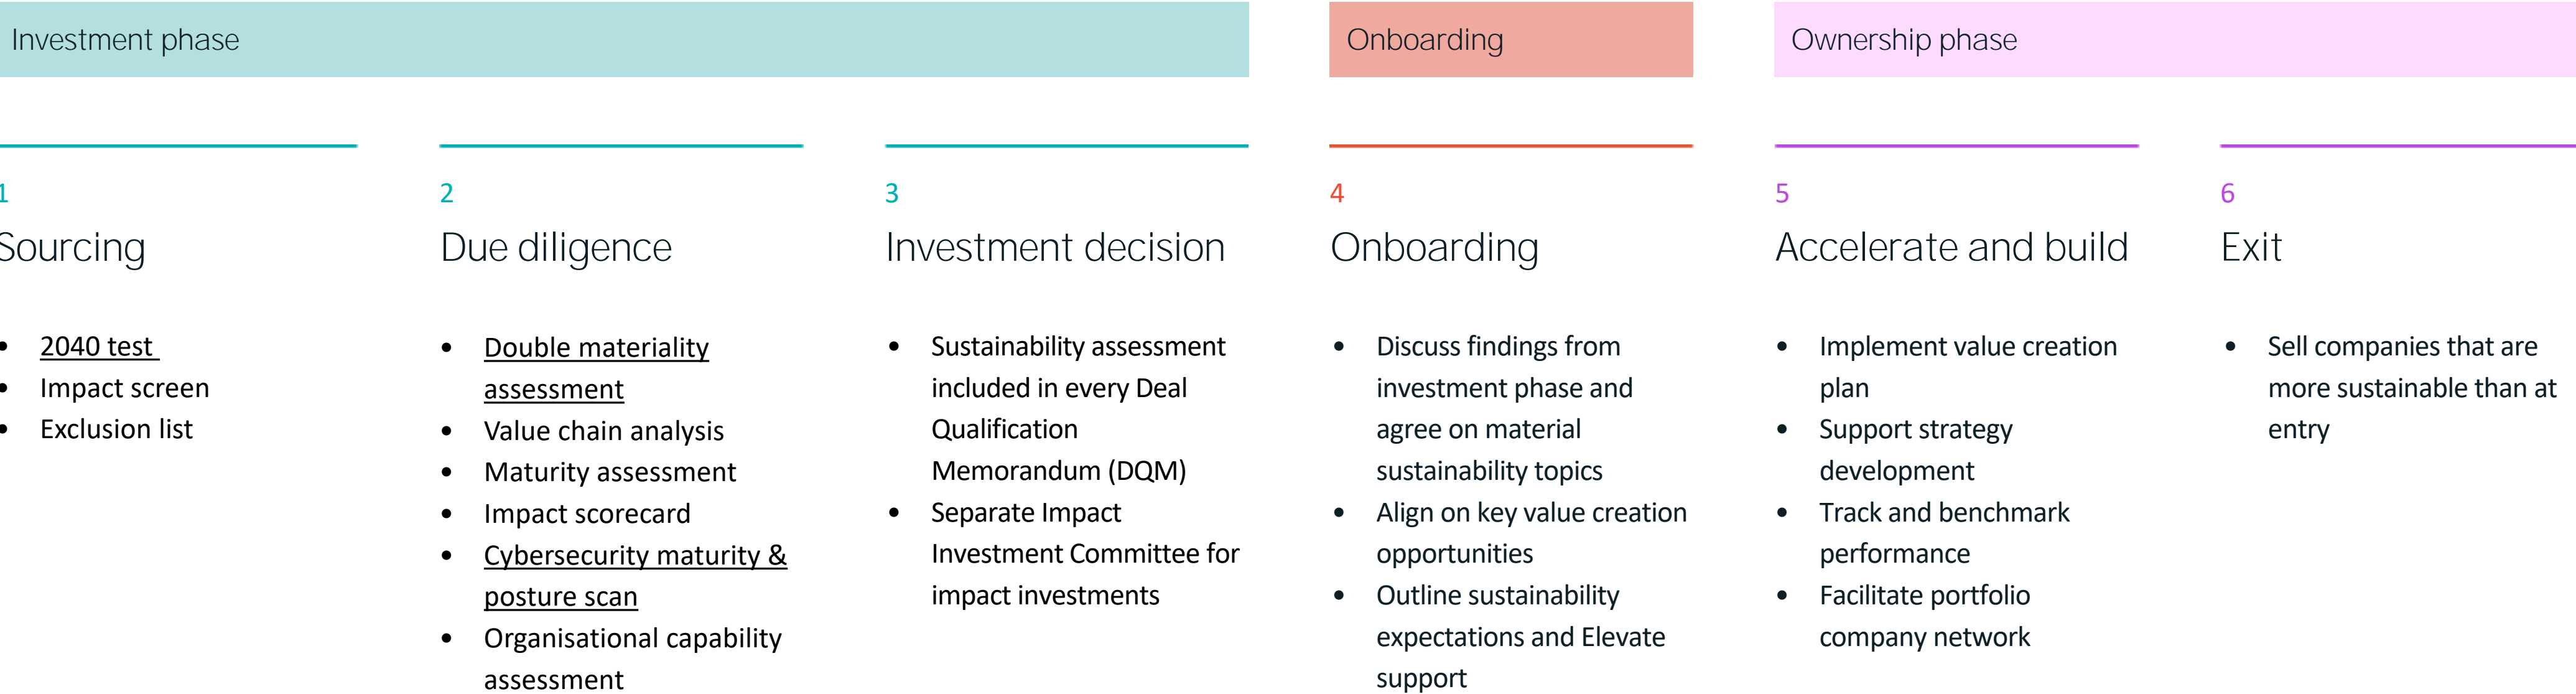 Investment phase
Onboarding
Ownership phase
1
Sourcing
• 2040 test
• Impact screen
• Exclusion list
2
Due diligence
• Double materiality
assessment
• Value chain analysis
• Maturity assessment
• Impact scorecard
• Cybersecurity maturity &
posture scan
• Organisational capability
assessment
3
Investment decision
• Sustainability assessment
included in every Deal
Qualification
Memorandum (DQM)
• Separate Impact
Investment Committee for
impact investments
4
Onboarding
• Discuss findings from
investment phase and
agree on material
sustainability topics
• Align on key value creation
opportunities
• Outline sustainability
expectations and Elevate
support
5
Accelerate and build
• Implement value creation
plan
• Support strategy
development
• Track and benchmark
performance
• Facilitate portfolio
company network
6
Exit
• Sell companies that are
more sustainable than at
entry